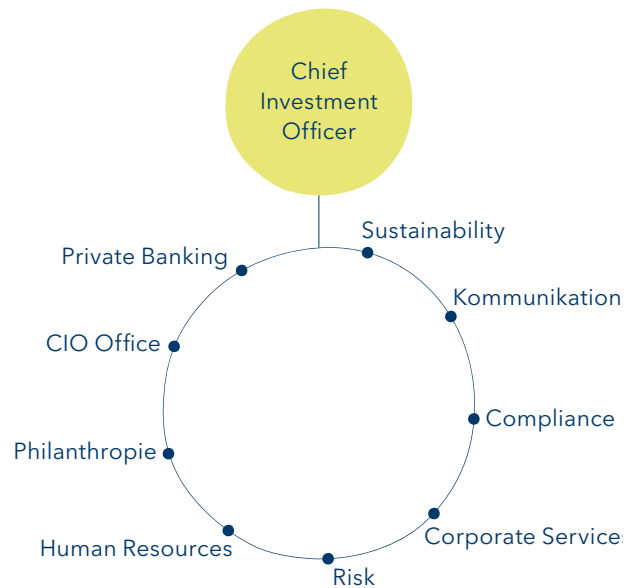 Chief
Investment
Officer
Sustainability
Private Banking
Kommunikation
CIO Office
Compliance
Philanthropie
Corporate Services
Human Resources
Risk